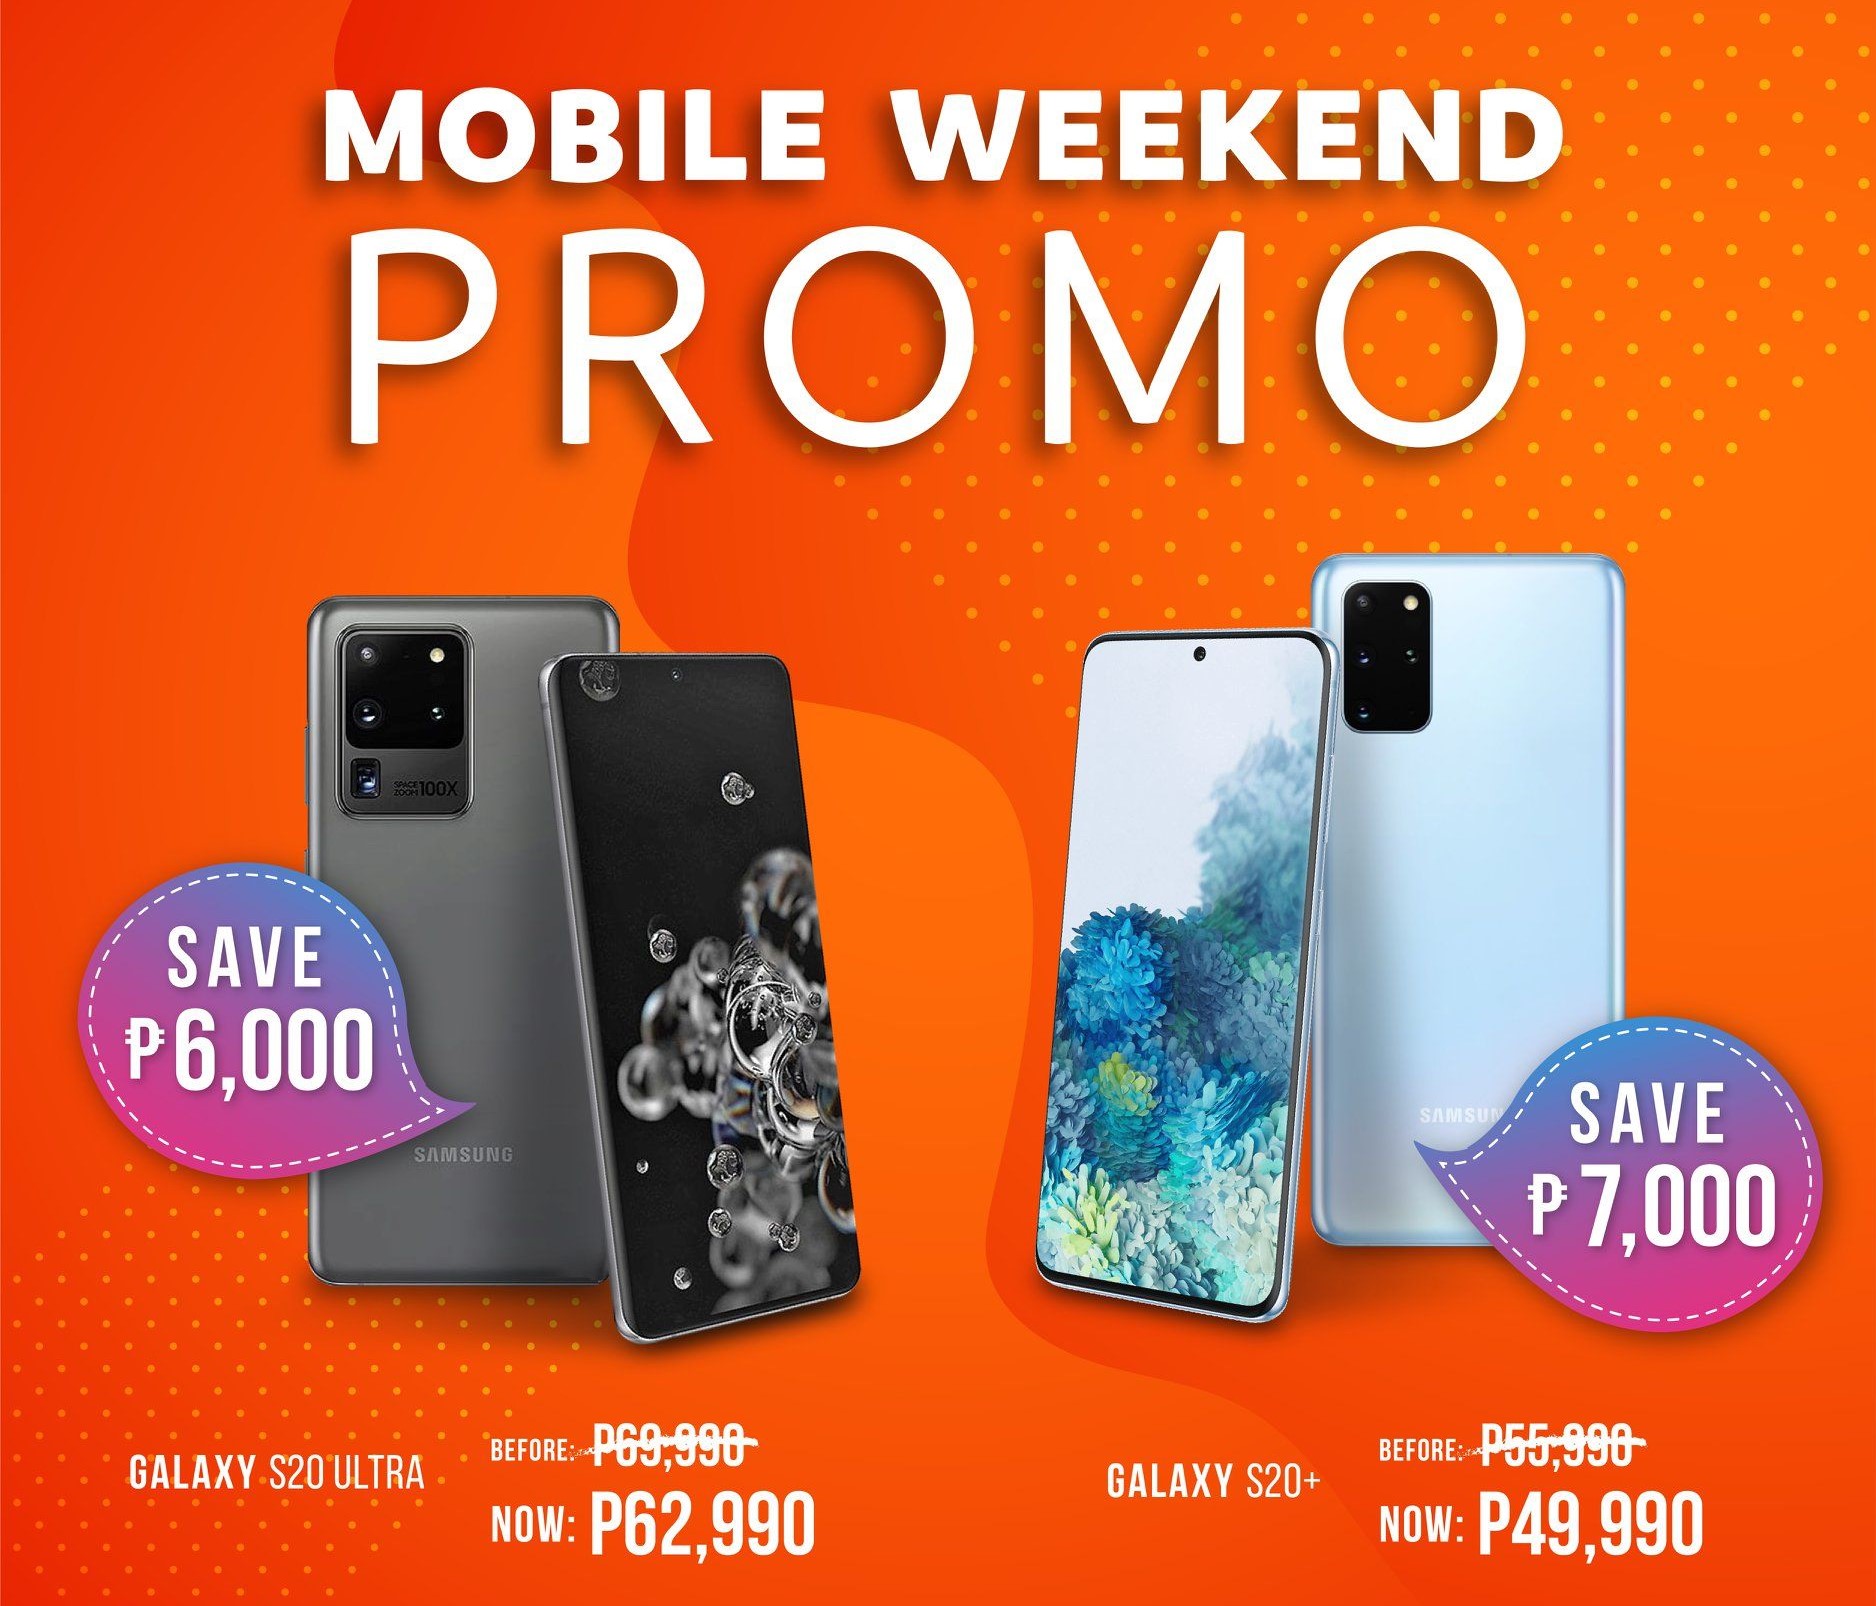 MOBILE WEEKEND
PROMO
SPACE
ZOOM 100X
SAVE
₱6,000
SAMSUNG
SAMSUN
SAVE
₱7,000
GALAXY S20 ULTRA
BEFORE: P69,990
NOW: P62,990
GALAXY S20+
BEFORE: P55,990
NOW: P49,990